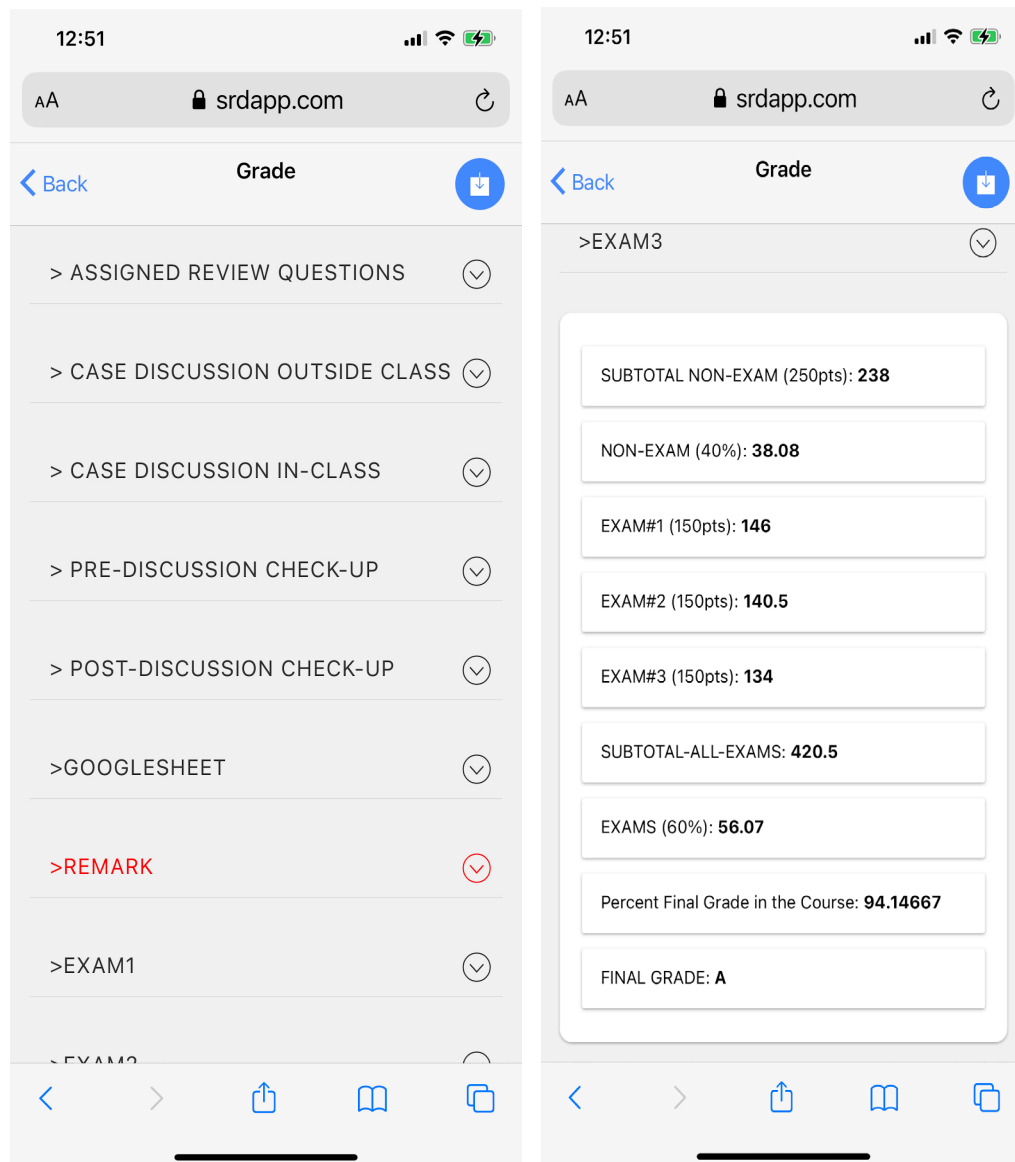 12:51
AA srdapp.com
Back Grade
> ASSIGNED REVIEW QUESTIONS
> CASE DISCUSSION OUTSIDE CLASS
> CASE DISCUSSION IN-CLASS
> PRE-DISCUSSION CHECK-UP
> POST-DISCUSSION CHECK-UP
>GOOGLESHEET
>REMARK
>EXAM1
>EXAM2
12:51
AA srdapp.com
Back Grade
>EXAM3
SUBTOTAL NON-EXAM (250pts): 238
NON-EXAM (40%): 38.08
EXAM#1 (150pts): 146
EXAM#2 (150pts): 140.5
EXAM#3 (150pts): 134
SUBTOTAL-ALL-EXAMS: 420.5
EXAMS (60%): 56.07
Percent Final Grade in the Course: 94.14667
FINAL GRADE: A